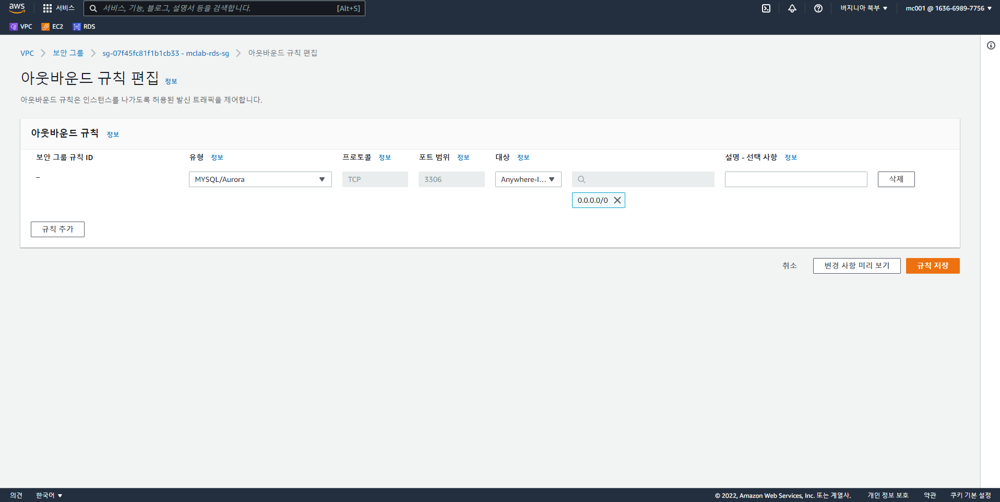 aws 서비스 서비스, 기능, 블로그, 설명서 등을 검색합니다. [Alt+S] 버지니아 북부 ▼ mc001 @ 1636-6989-7756 ▼
VPC EC2 RDS
VPC > 보안 그룹 > sg-07f45fc81f1b1cb33 - mclab-rds-sg > 아웃바운드 규칙 편집
아웃바운드 규칙 편집 정보
아웃바운드 규칙은 인스턴스를 나가도록 허용된 발신 트래픽을 제어합니다.
아웃바운드 규칙 정보
보안 그룹 규칙 ID 유형 정보 프로토콜 정보 포트 범위 정보 대상 정보 설명 - 선택 사항 정보
– MYSQL/Aurora ▼ TCP 3306 Anywhere-I... ▼ 삭제
0.0.0.0/0 ✕
규칙 추가
취소 변경 사항 미리 보기 규칙 저장
의견 한국어 ▼ © 2022, Amazon Web Services, Inc. 또는 계열사. 개인 정보 보호 약관 쿠키 기본 설정